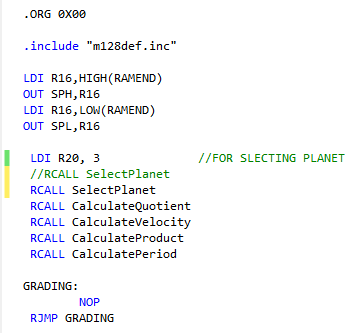 .ORG 0X00
.include "m128def.inc"
LDI R16,HIGH(RAMEND)
OUT SPH,R16
LDI R16,LOW(RAMEND)
OUT SPL,R16
LDI R20, 3 //FOR SLECTING PLANET
//RCALL SelectPlanet
RCALL SelectPlanet
RCALL CalculateQuotient
RCALL CalculateVelocity
RCALL CalculateProduct
RCALL CalculatePeriod
GRADING:
NOP
RJMP GRADING